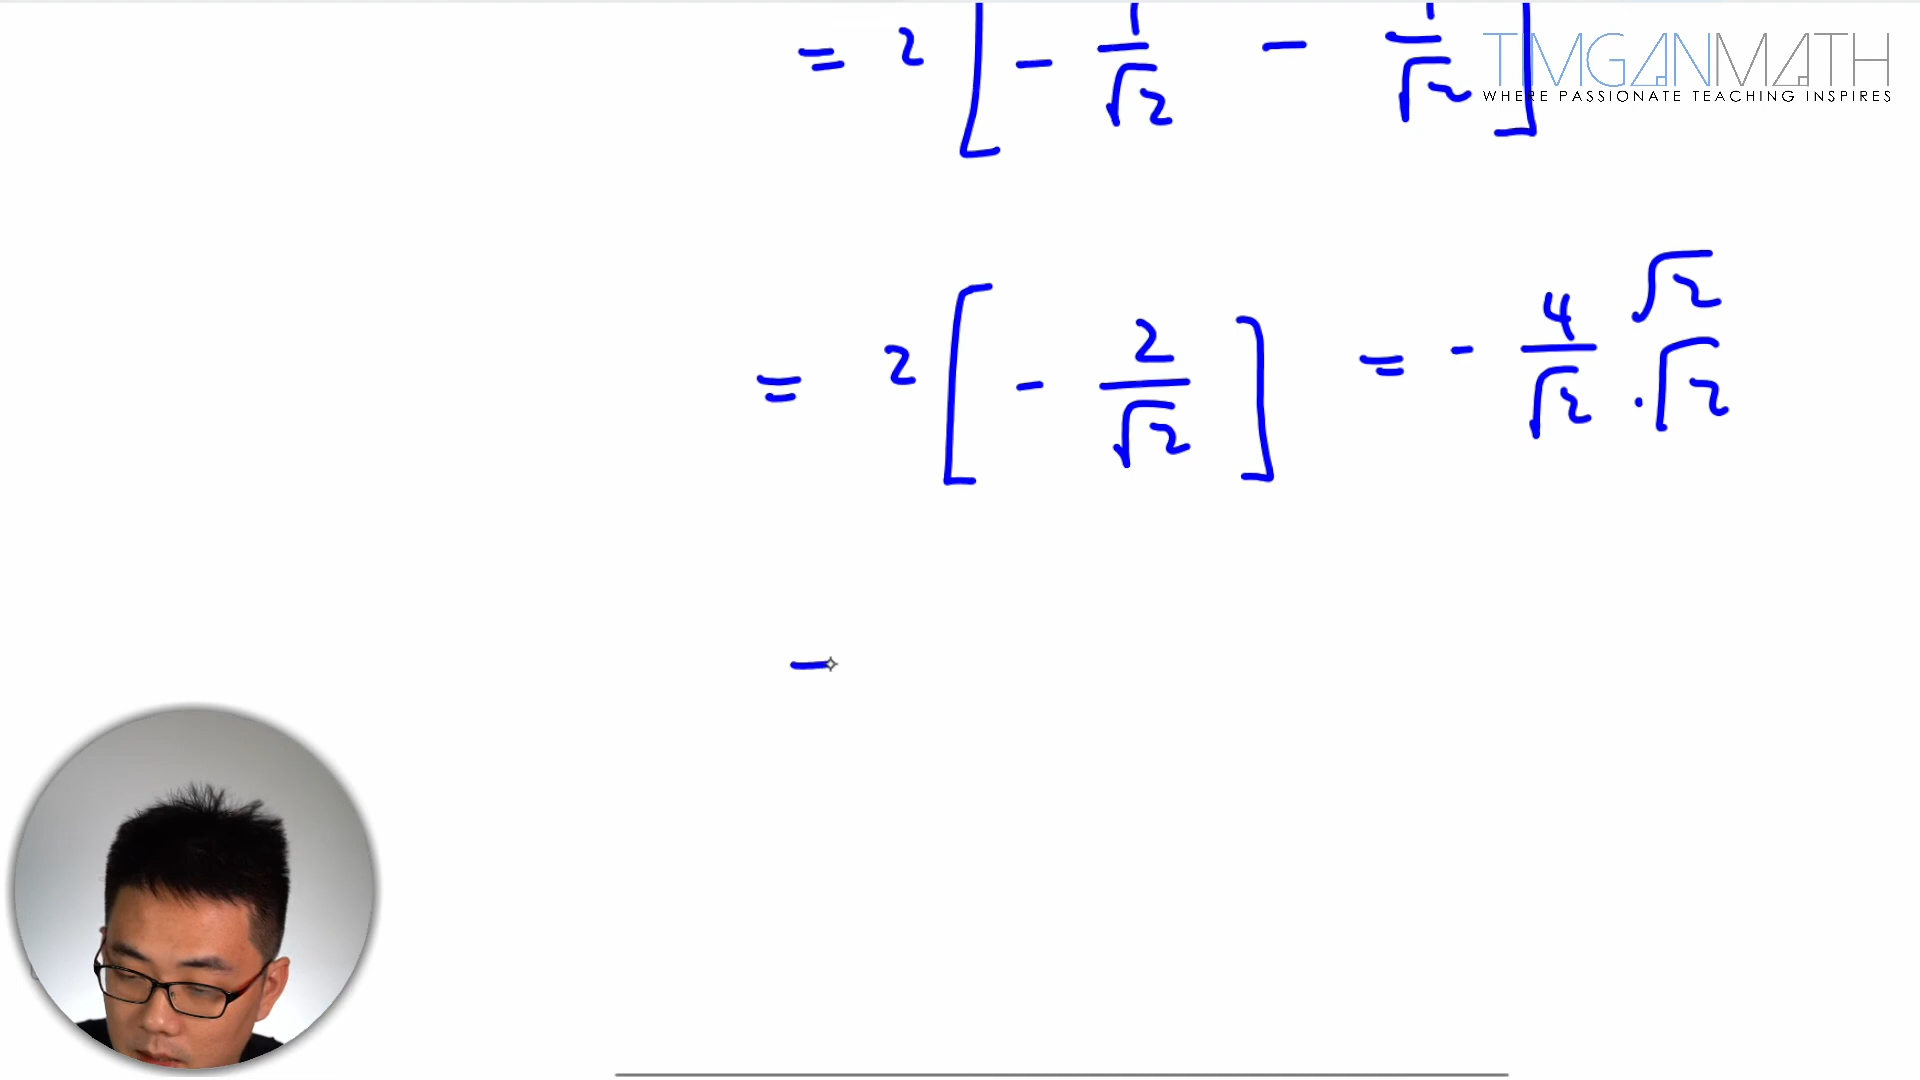 = 2 [ - 1/√2 - 1/√2 ]
TIMGANMATH
WHERE PASSIONATE TEACHING INSPIRES
= 2 [ - 2/√2 ] = - 4/√2 · √2/√2
-